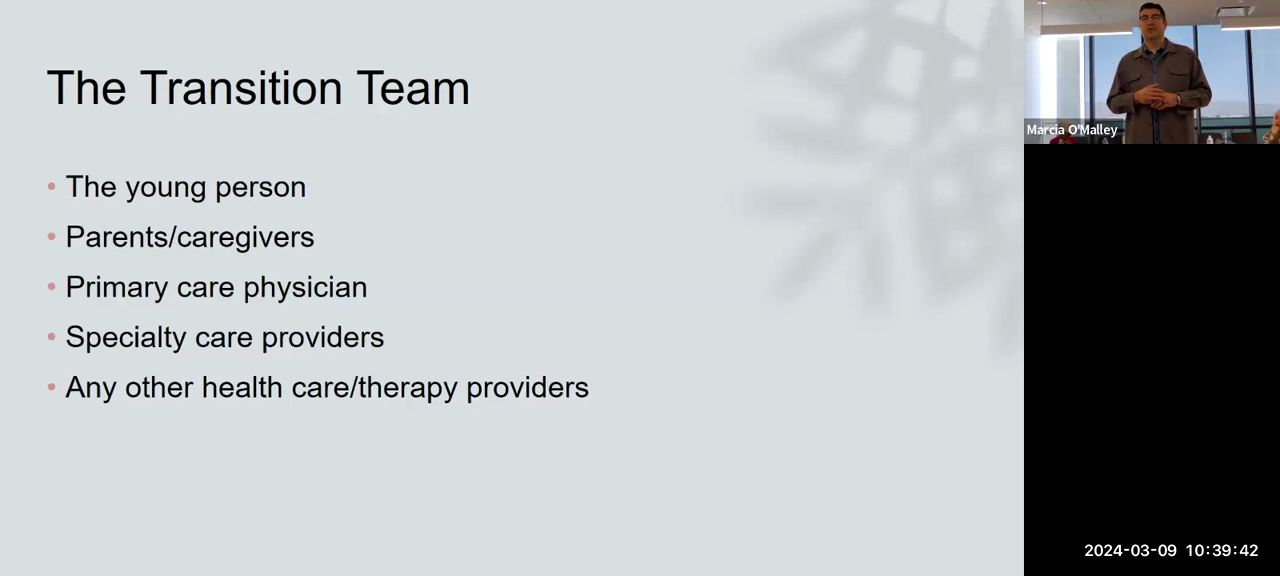 The Transition Team
• The young person
• Parents/caregivers
• Primary care physician
• Specialty care providers
• Any other health care/therapy providers
Marcia O'Malley
2024-03-09 10:39:42